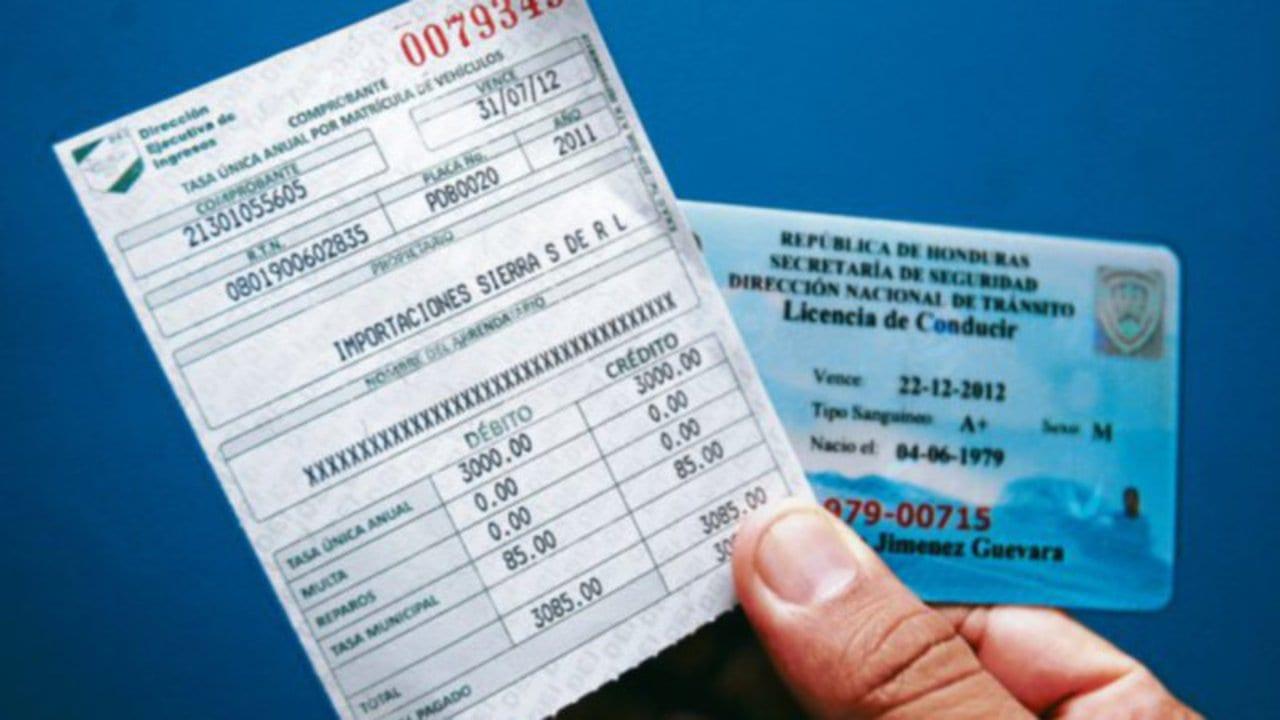 0079345
Dirección
Ejecutiva de
Ingresos
COMPROBANTE
TASA ÚNICA ANUAL POR MATRÍCULA DE VEHÍCULOS
VENCE
31/07/12
COMPROBANTE
21301055605
PLACA No.
PDB0020
AÑO
2011
R.T.N.
0801900602835
PROPIETARIO
IMPORTACIONES SIERRA S DE R L
NOMBRE DEL ARRENDATARIO
XXXXXXXXXXXXXXXXXXXXXXXXXXXXXXXXXXXXXXXX
DÉBITO CRÉDITO
TASA ÚNICA ANUAL 3000.00 3000.00
MULTA 0.00 0.00
REPAROS 0.00 0.00
TASA MUNICIPAL 85.00 85.00
TOTAL 3085.00 3085.00
PAGADO
REPÚBLICA DE HONDURAS
SECRETARÍA DE SEGURIDAD
DIRECCIÓN NACIONAL DE TRÁNSITO
Licencia de Conducir
Vence: 22-12-2012
Tipo Sanguineo: A+ Sexo: M
Nacio el: 04-06-1979
979-00715
Jimenez Guevara